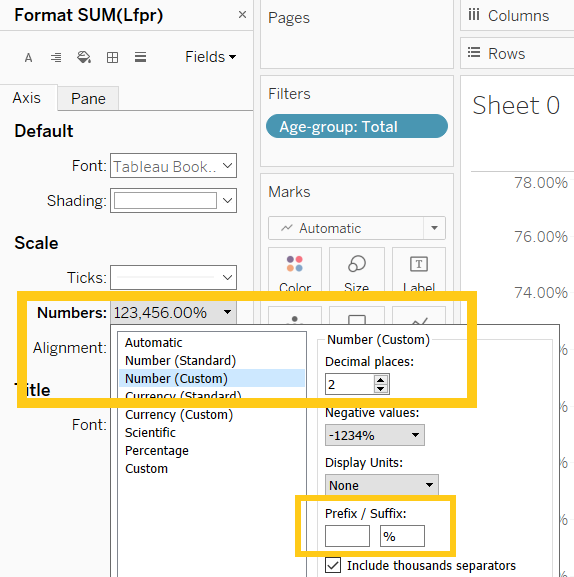 Format SUM(Lfpr) ×
A
Fields
Axis Pane
Default
Font: Tableau Book..
Shading:
Scale
Ticks:
Numbers: 123,456.00%
Alignment:
Title
Font:
Automatic
Number (Standard)
Number (Custom)
Currency (Standard)
Currency (Custom)
Scientific
Percentage
Custom
Number (Custom)
Decimal places:
2
Negative values:
-1234%
Display Units:
None
Prefix / Suffix:
%
Include thousands separators
Pages
Filters
Age-group: Total
Marks
Automatic
Color Size Label
T
Columns
Rows
Sheet 0
78.00%
76.00%
74.00%
%
%
%
%